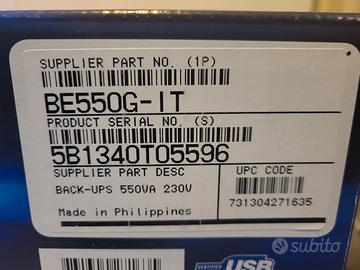 SUPPLIER PART NO. (1P)
BE550G-IT
PRODUCT SERIAL NO. (S)
5B1340T05596
SUPPLIER PART DESC
BACK-UPS 550VA 230V
Made in Philippines
UPC CODE
731304271635
CERTIFIED
USB
subito